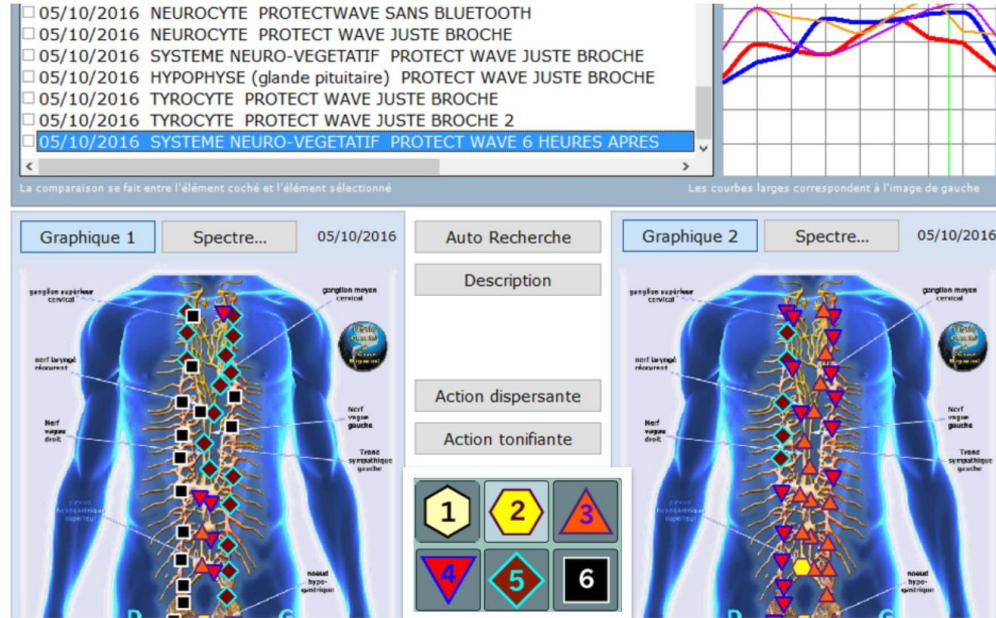 05/10/2016 NEUROCYTE PROTECTWAVE SANS BLUETOOTH
05/10/2016 NEUROCYTE PROTECT WAVE JUSTE BROCHE
05/10/2016 SYSTEME NEURO-VEGETATIF PROTECT WAVE JUSTE BROCHE
05/10/2016 HYPOPHYSE (glande pituitaire) PROTECT WAVE JUSTE BROCHE
05/10/2016 TYROCYTE PROTECT WAVE JUSTE BROCHE
05/10/2016 TYROCYTE PROTECT WAVE JUSTE BROCHE 2
05/10/2016 SYSTEME NEURO-VEGETATIF PROTECT WAVE 6 HEURES APRES
La comparaison se fait entre l'élément coché et l'élément sélectionné
Les courbes larges correspondent à l'image de gauche
Graphique 1
Spectre...
05/10/2016
ganglion supérieur
cervical
ganglion moyen
cervical
nerf laryngé
récurrent
Nerf
vague
droit
Nerf
vague
gauche
Tronc
sympathique
gauche
noeud
hypo-
gastrique
D
G
Auto Recherche
Description
Action dispersante
Action tonifiante
1
2
3
4
5
6
Graphique 2
Spectre...
05/10/2016
ganglion supérieur
cervical
ganglion moyen
cervical
nerf laryngé
récurrent
Nerf
vague
droit
Nerf
vague
gauche
Tronc
sympathique
gauche
noeud
hypo-
gastrique
D
G